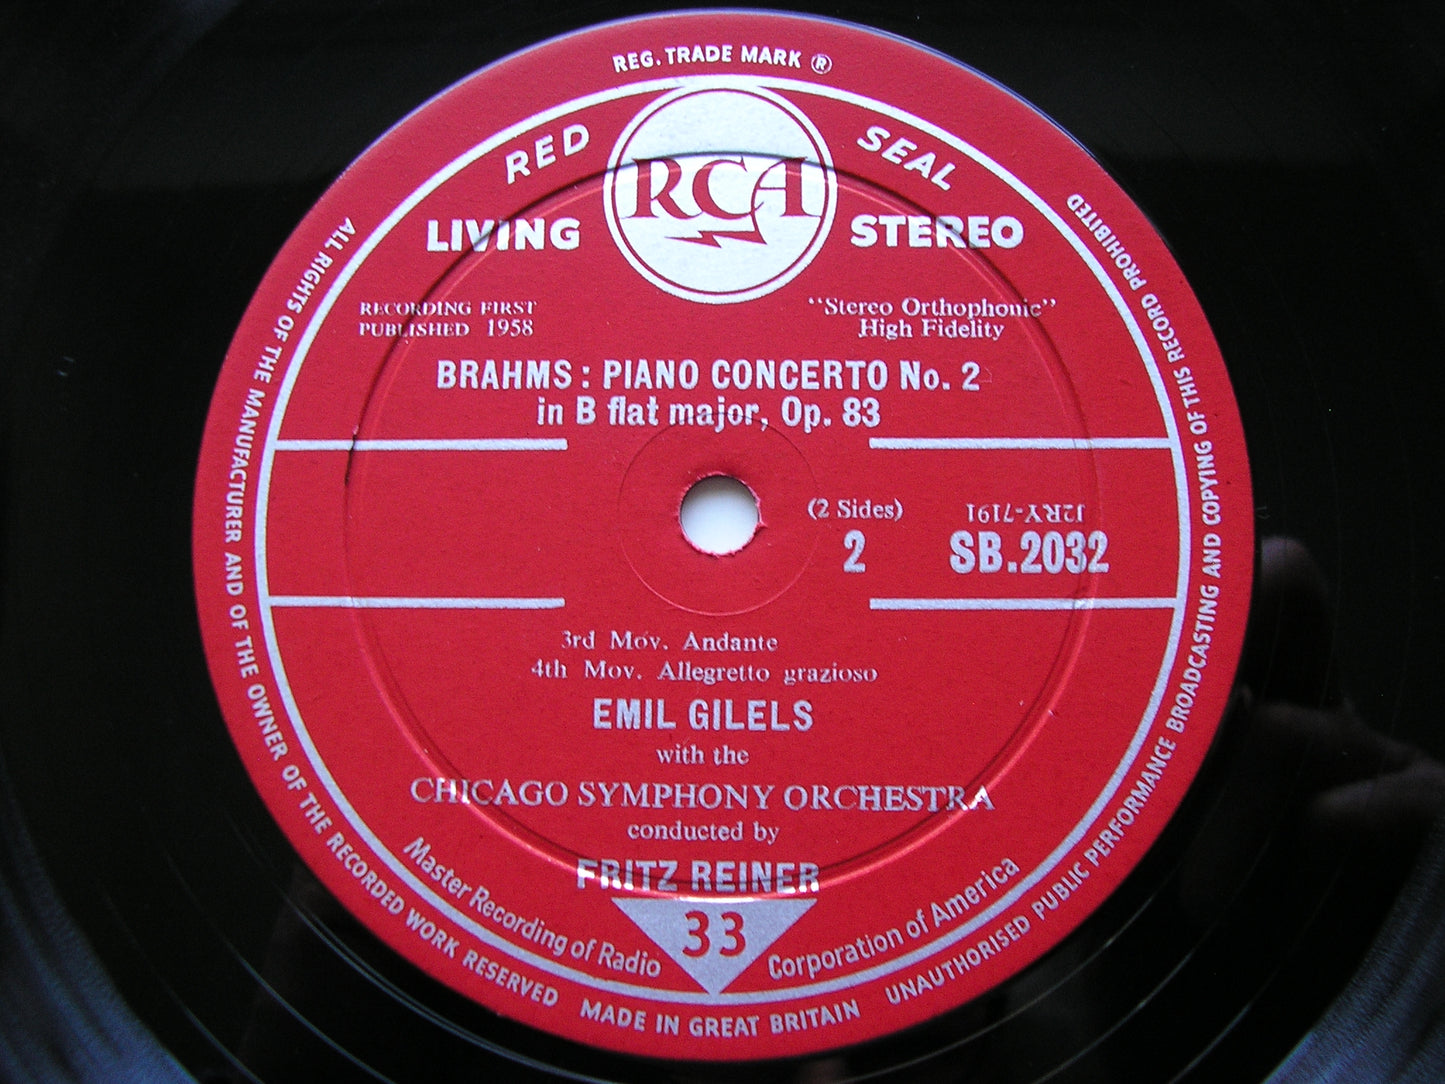 REG. TRADE MARK ®
RED SEAL
RCA
LIVING STEREO
RECORDING FIRST
PUBLISHED 1958
"Stereo Orthophonic"
High Fidelity
BRAHMS : PIANO CONCERTO No. 2
in B flat major, Op. 83
(2 Sides)
2
J2RY-7191
SB.2032
3rd Mov. Andante
4th Mov. Allegretto grazioso
EMIL GILELS
with the
CHICAGO SYMPHONY ORCHESTRA
conducted by
FRITZ REINER
33
Master Recording of Radio Corporation of America
ALL RIGHTS OF THE MANUFACTURER AND OF THE OWNER OF THE RECORDED WORK RESERVED
MADE IN GREAT BRITAIN
UNAUTHORISED PUBLIC PERFORMANCE BROADCASTING AND COPYING OF THIS RECORD PROHIBITED